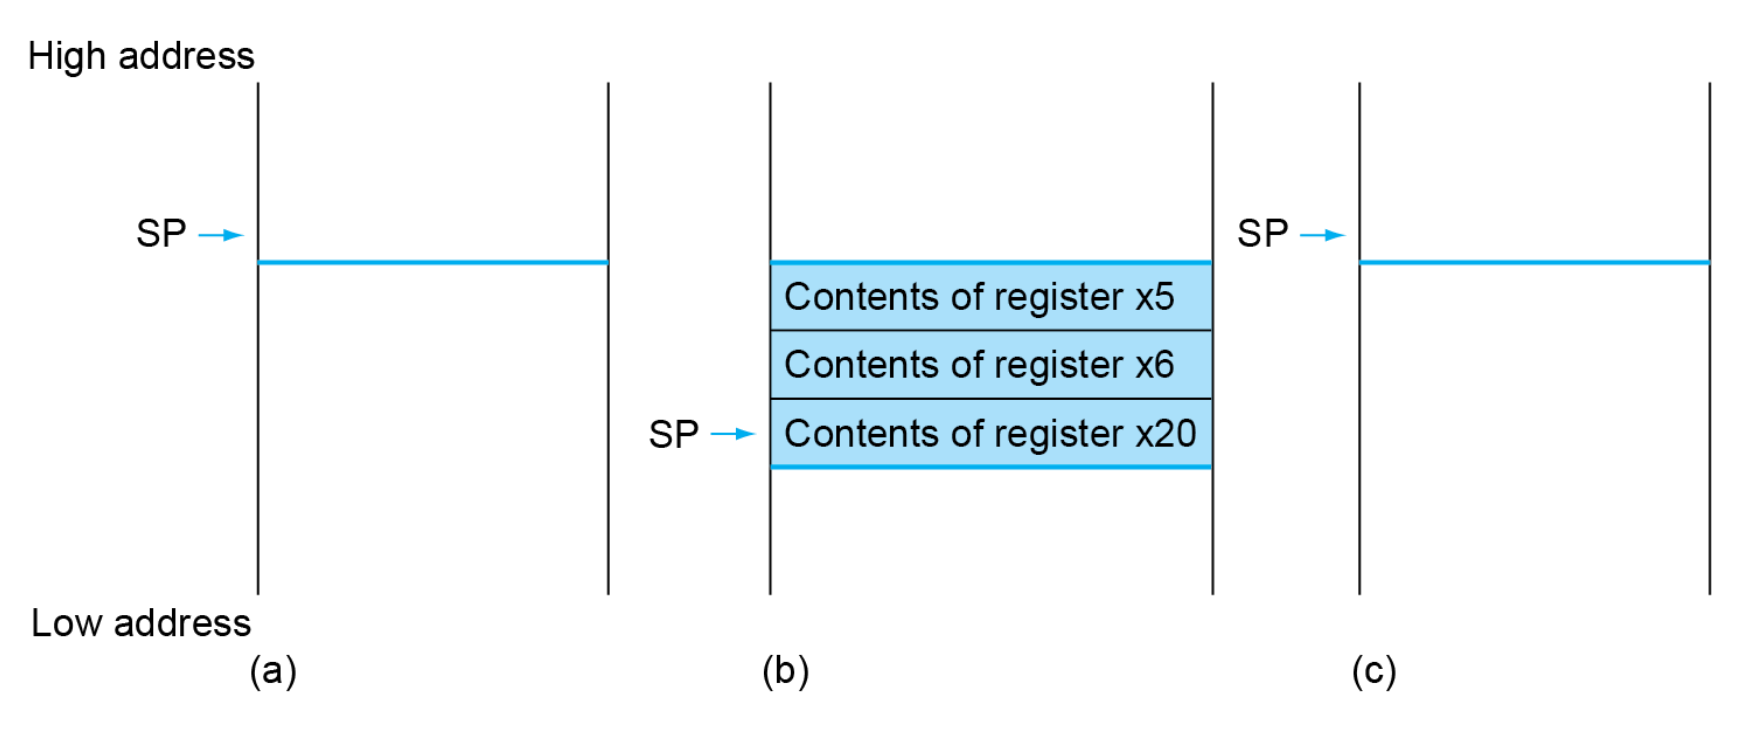 High address
SP
SP
Contents of register x5
Contents of register x6
SP
Contents of register x20
Low address
(a)
(b)
(c)